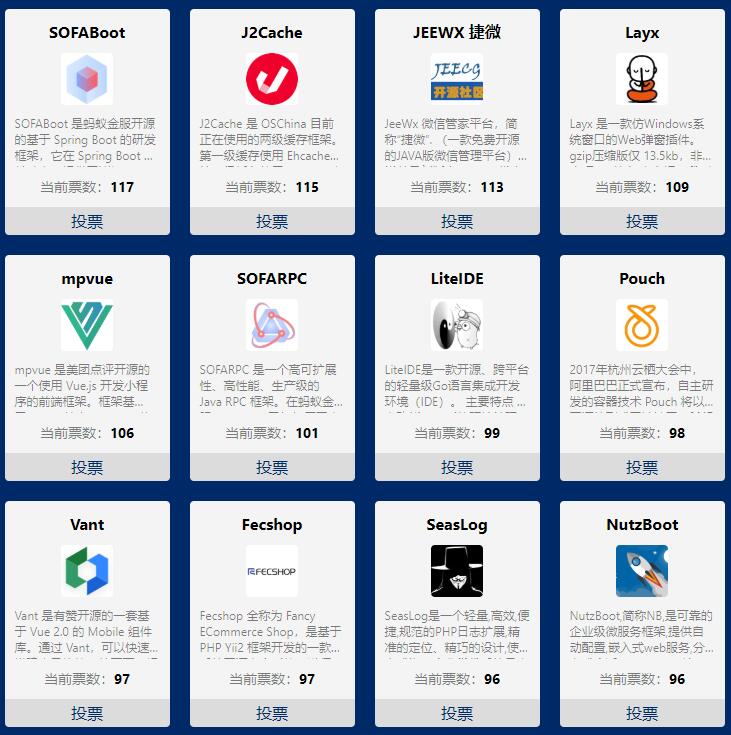 SOFABoot
SOFABoot 是蚂蚁金服开源
的基于 Spring Boot 的研发
框架，它在 Spring Boot ...
当前票数：117
投票
J2Cache
J2Cache 是 OSChina 目前
正在使用的两级缓存框架。
第一级缓存使用 Ehcache...
当前票数：115
投票
JEEWX 捷微
JEECG
开源社区
JeeWx 微信管家平台，简
称“捷微”.（一款免费开源
的JAVA版微信管理平台）...
当前票数：113
投票
Layx
Layx 是一款仿Windows系
统窗口的Web弹窗插件。
gzip压缩版仅 13.5kb，非...
当前票数：109
投票
mpvue
mpvue 是美团点评开源的
一个使用 Vue.js 开发小程
序的前端框架。框架基...
当前票数：106
投票
SOFARPC
SOFARPC 是一个高可扩展
性、高性能、生产级的
Java RPC 框架。在蚂蚁金...
当前票数：101
投票
LiteIDE
LiteIDE是一款开源、跨平台
的轻量级Go语言集成开发
环境（IDE）。 主要特点 ...
当前票数：99
投票
Pouch
2017年杭州云栖大会中，
阿里巴巴正式宣布，自主研
发的容器技术 Pouch 将以...
当前票数：98
投票
Vant
Vant 是有赞开源的一套基
于 Vue 2.0 的 Mobile 组件
库。通过 Vant，可以快速...
当前票数：97
投票
Fecshop
FECSHOP
Fecshop 全称为 Fancy
ECommerce Shop，是基于
PHP Yii2 框架开发的一款...
当前票数：97
投票
SeasLog
SeasLog是一个轻量,高效,便
捷,规范的PHP日志扩展,精
准的定位、精巧的设计,使...
当前票数：96
投票
NutzBoot
NutzBoot,简称NB,是可靠的
企业级微服务框架,提供自
动配置,嵌入式web服务,分...
当前票数：96
投票